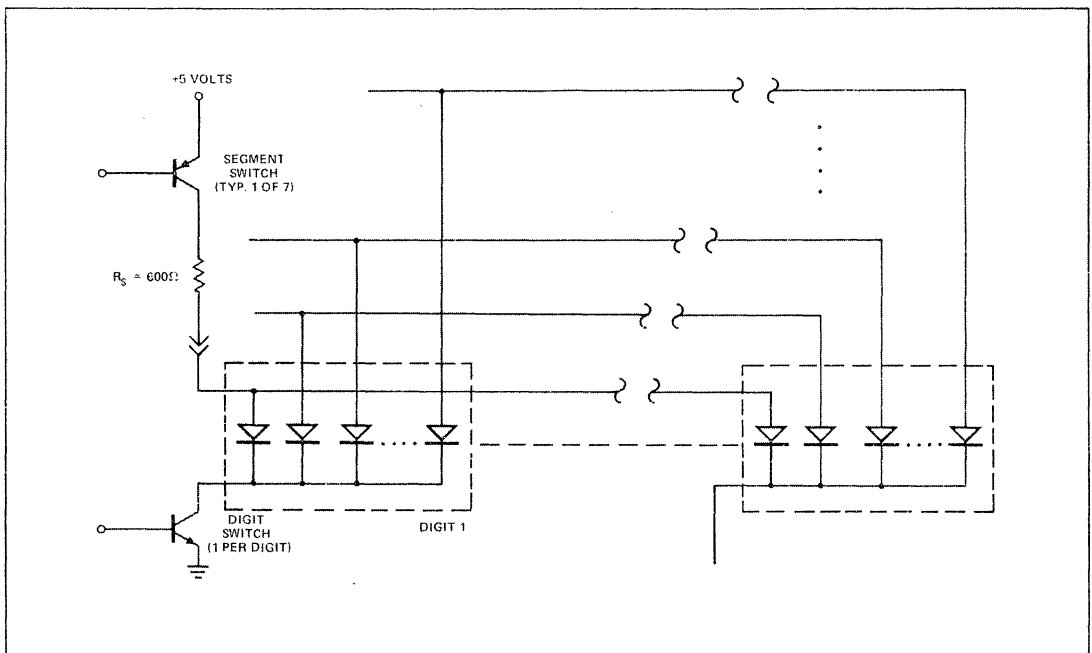 +5 VOLTS
SEGMENT
SWITCH
(TYP. 1 OF 7)
R_S = 600Ω
DIGIT
SWITCH
(1 PER DIGIT)
DIGIT 1